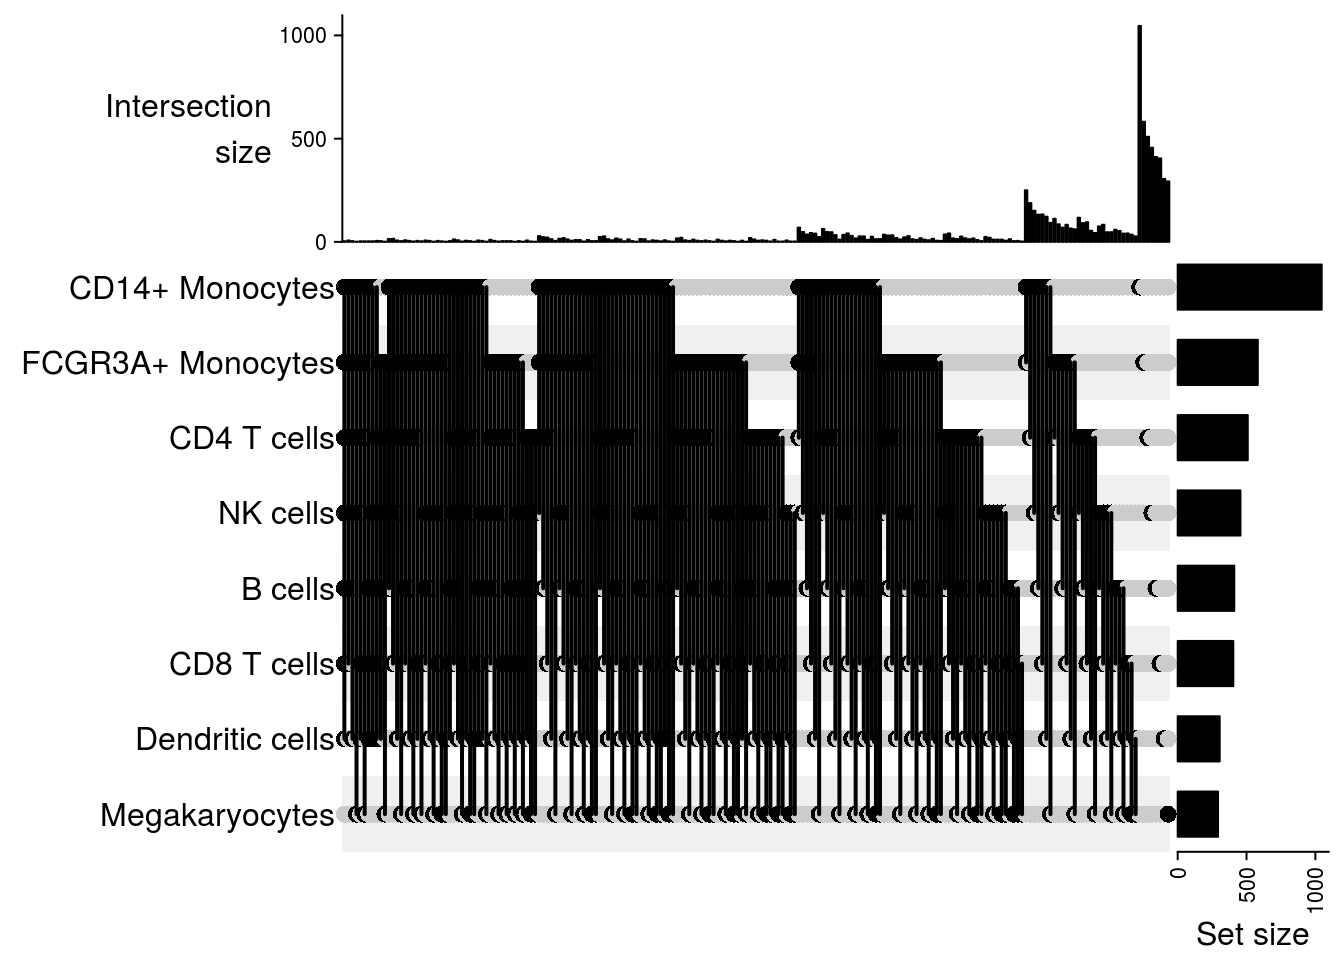 1000
Intersection
size
500
0
CD14+ Monocytes
FCGR3A+ Monocytes
CD4 T cells
NK cells
B cells
CD8 T cells
Dendritic cells
Megakaryocytes
0
500
1000
Set size